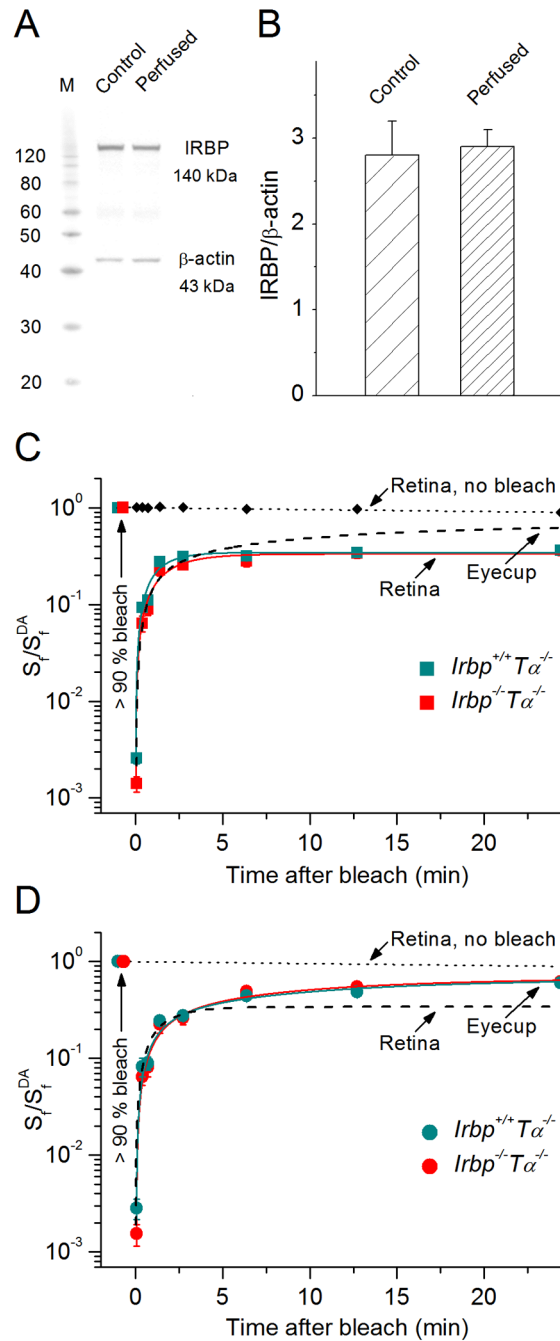 A
M
Control
Perfused
120
80
60
50
40
30
20
IRBP
140 kDa
β-actin
43 kDa
B
IRBP/β-actin
3
2
1
0
Control
Perfused
C
S_f/S_f^DA
10^0
10^-1
10^-2
10^-3
> 90 % bleach
Retina, no bleach
Eyecup
Retina
Irbp^+/+Tα^-/-
Irbp^-/-Tα^-/-
0 5 10 15 20
Time after bleach (min)
D
S_f/S_f^DA
10^0
10^-1
10^-2
10^-3
> 90 % bleach
Retina, no bleach
Eyecup
Retina
Irbp^+/+Tα^-/-
Irbp^-/-Tα^-/-
0 5 10 15 20
Time after bleach (min)